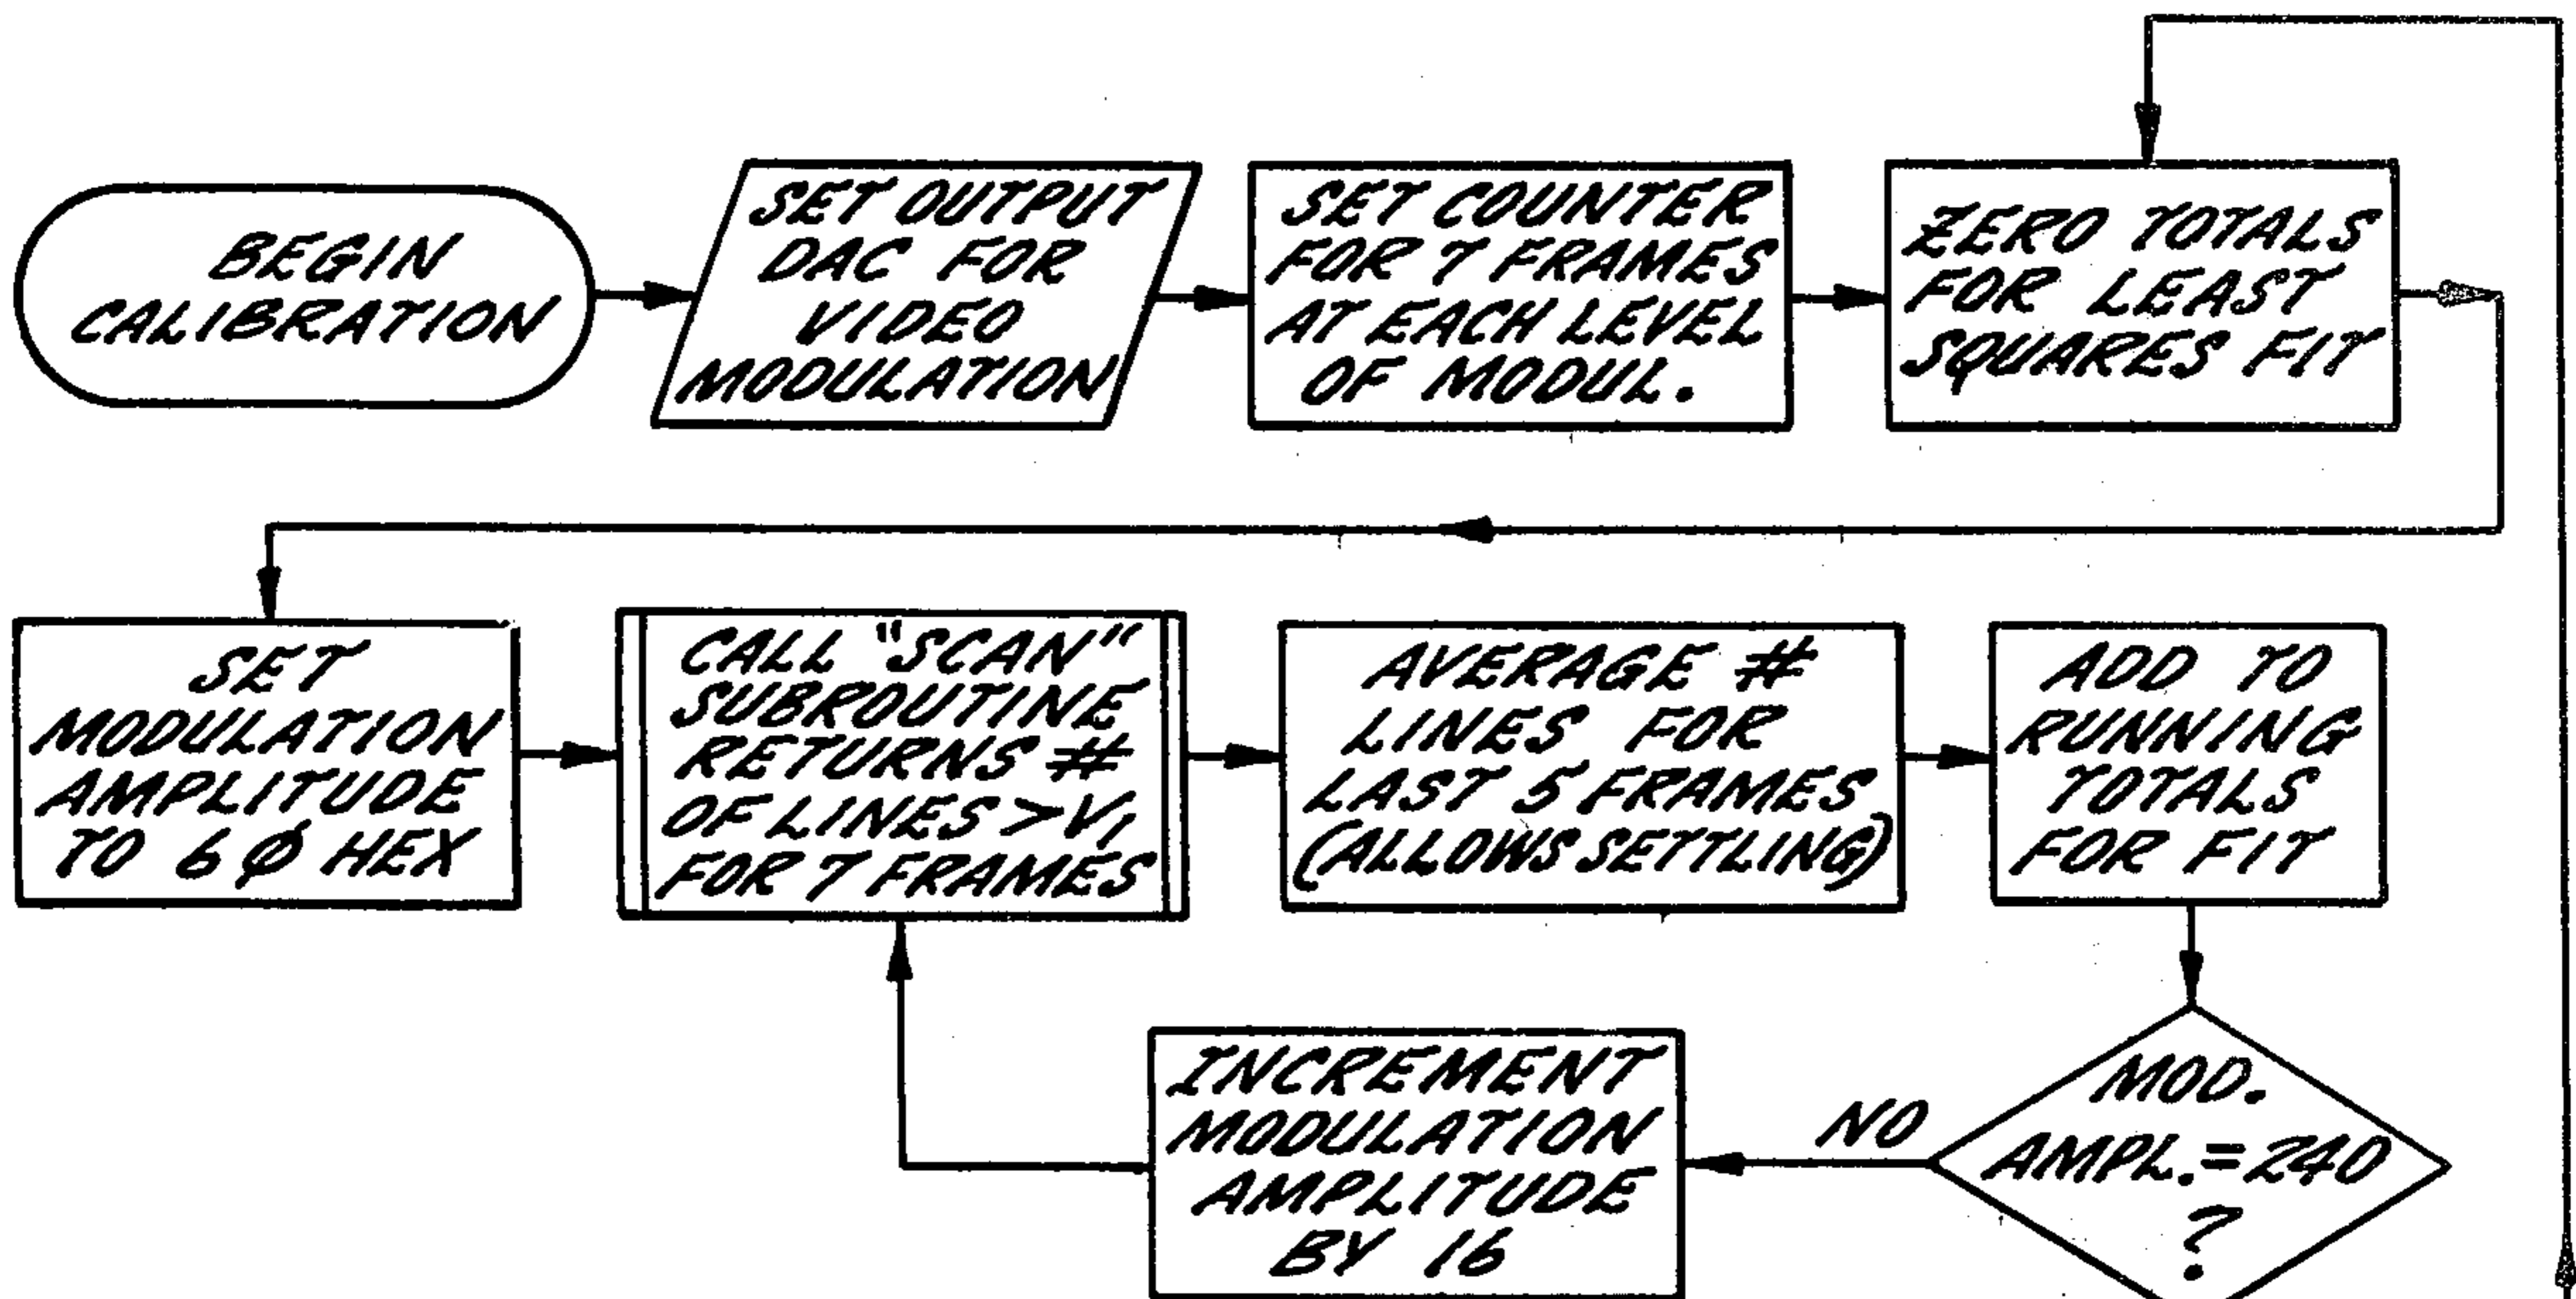 BEGIN
CALIBRATION
SET OUTPUT
DAC FOR
VIDEO
MODULATION
SET COUNTER
FOR 7 FRAMES
AT EACH LEVEL
OF MODUL.
ZERO TOTALS
FOR LEAST
SQUARES FIT
SET
MODULATION
AMPLITUDE
TO 6Ø HEX
CALL "SCAN"
SUBROUTINE
RETURNS #
OF LINES > V₁
FOR 7 FRAMES
AVERAGE #
LINES FOR
LAST 5 FRAMES
(ALLOWS SETTLING)
ADD TO
RUNNING
TOTALS
FOR FIT
INCREMENT
MODULATION
AMPLITUDE
BY 16
NO
MOD.
AMPL. = 240
?